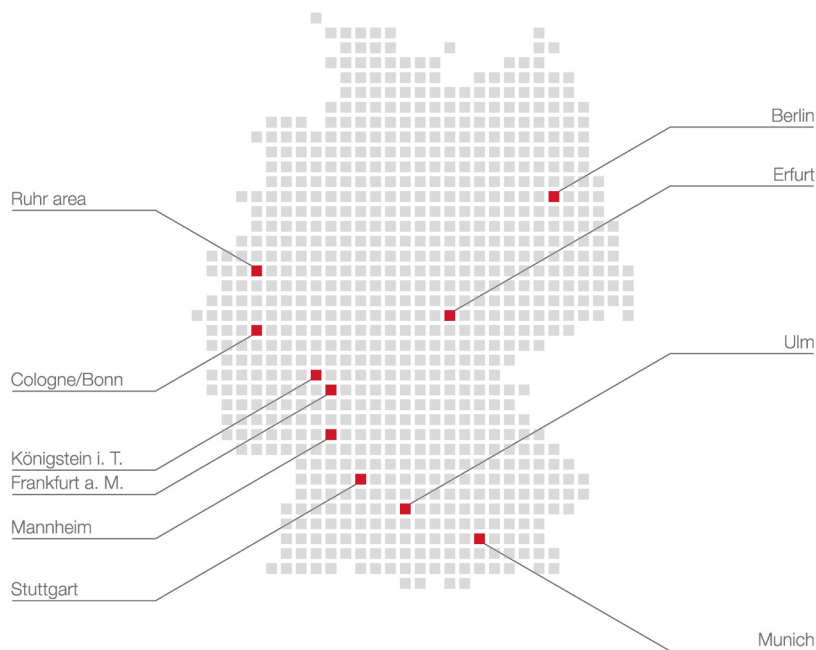 Berlin
Erfurt
Ruhr area
Ulm
Cologne/Bonn
Königstein i. T.
Frankfurt a. M.
Mannheim
Stuttgart
Munich